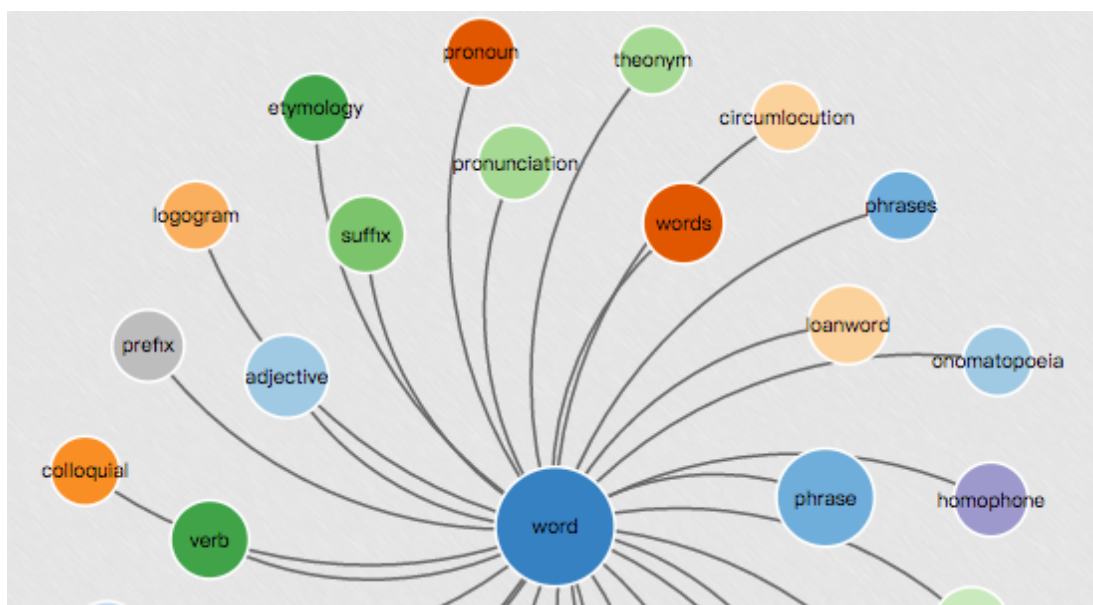 pronoun
theonym
etymology
circumlocution
pronunciation
phrases
logogram
words
suffix
loanword
prefix
onomatopoeia
adjective
colloquial
phrase
homophone
word
verb